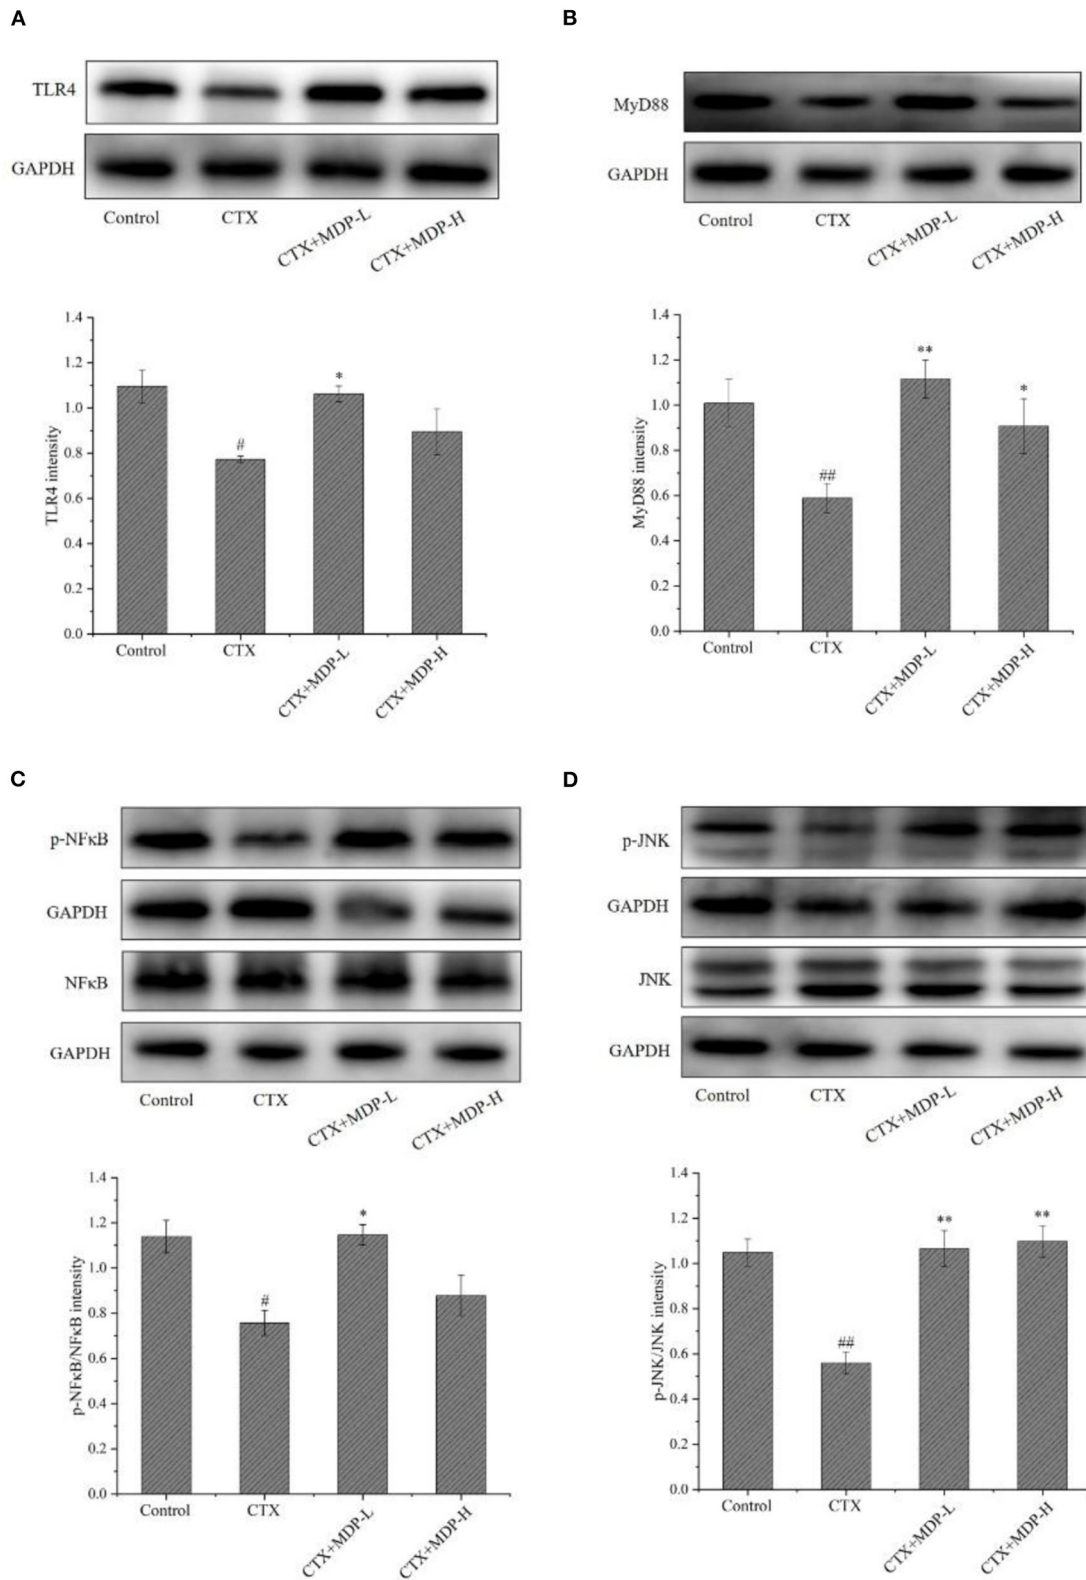 A
TLR4
GAPDH
Control CTX CTX+MDP-L CTX+MDP-H
1.4
1.2
1.0
0.8
0.6
0.4
0.2
0.0
TLR4 intensity
#
*
Control CTX CTX+MDP-L CTX+MDP-H
B
MyD88
GAPDH
Control CTX CTX+MDP-L CTX+MDP-H
1.4
1.2
1.0
0.8
0.6
0.4
0.2
0.0
MyD88 intensity
##
**
*
Control CTX CTX+MDP-L CTX+MDP-H
C
p-NFκB
GAPDH
NFκB
GAPDH
Control CTX CTX+MDP-L CTX+MDP-H
1.4
1.2
1.0
0.8
0.6
0.4
0.2
0.0
p-NFκB/NFκB intensity
#
*
Control CTX CTX+MDP-L CTX+MDP-H
D
p-JNK
GAPDH
JNK
GAPDH
Control CTX CTX+MDP-L CTX+MDP-H
1.4
1.2
1.0
0.8
0.6
0.4
0.2
0.0
p-JNK/JNK intensity
##
**
**
Control CTX CTX+MDP-L CTX+MDP-H